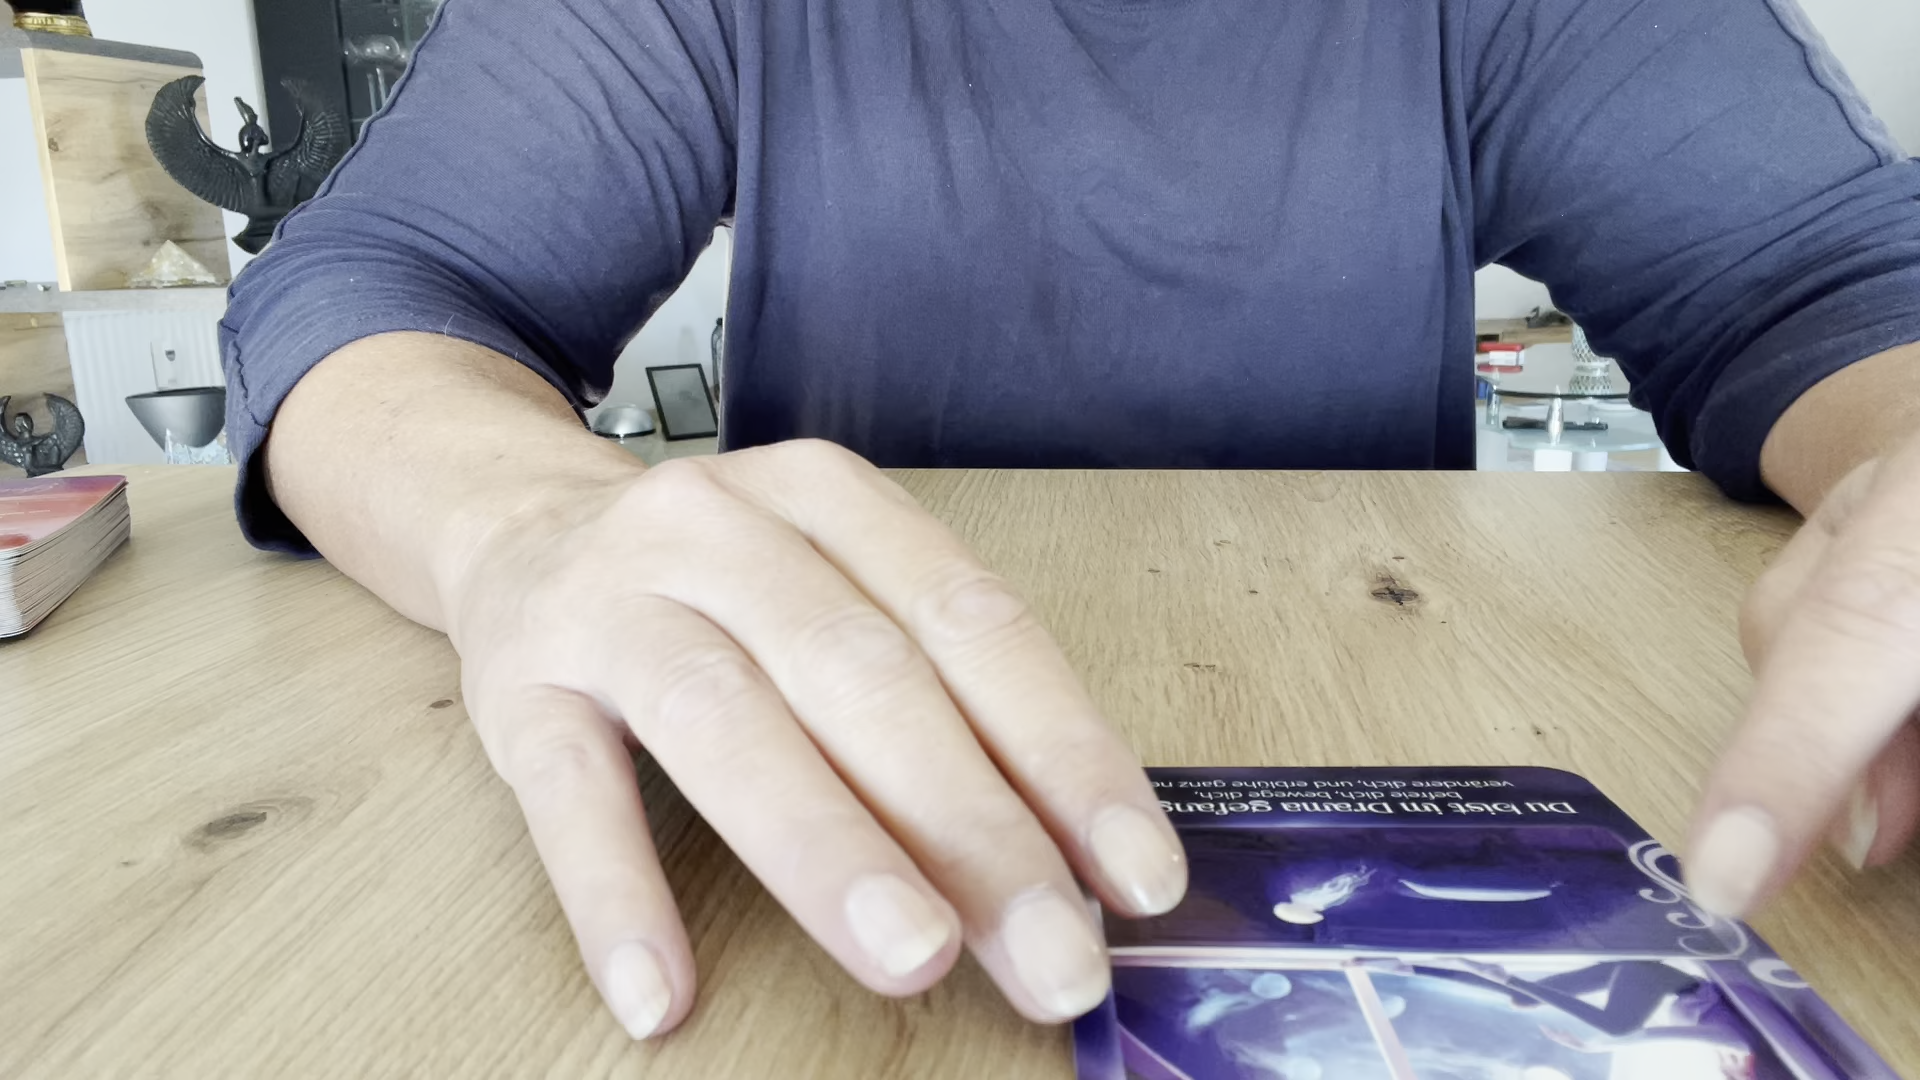 Du bist im Drama
befreie dich, bewege dich,
verändere dich, und erblühe ganz